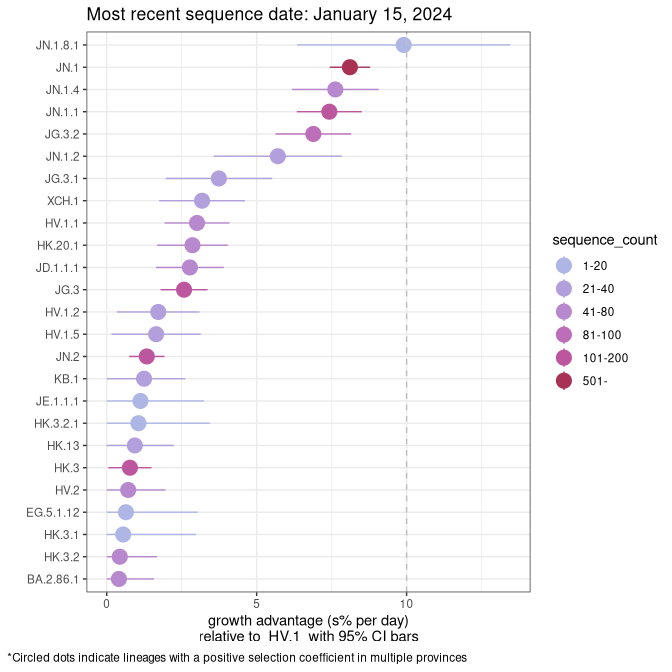 Most recent sequence date: January 15, 2024
JN.1.8.1
JN.1
JN.1.4
JN.1.1
JG.3.2
JN.1.2
JG.3.1
XCH.1
HV.1.1
HK.20.1
JD.1.1.1
JG.3
HV.1.2
HV.1.5
JN.2
KB.1
JE.1.1.1
HK.3.2.1
HK.13
HK.3
HV.2
EG.5.1.12
HK.3.1
HK.3.2
BA.2.86.1
0 5 10
growth advantage (s% per day)
relative to HV.1 with 95% CI bars
sequence_count
1-20
21-40
41-80
81-100
101-200
501-
*Circled dots indicate lineages with a positive selection coefficient in multiple provinces